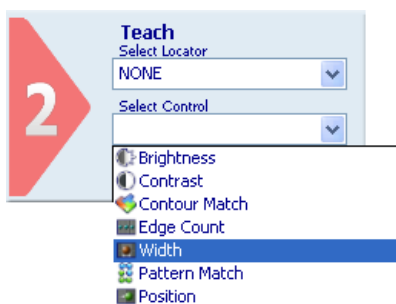 Teach
Select Locator
NONE
2
Select Control
Brightness
Contrast
Contour Match
Edge Count
Width
Pattern Match
Position